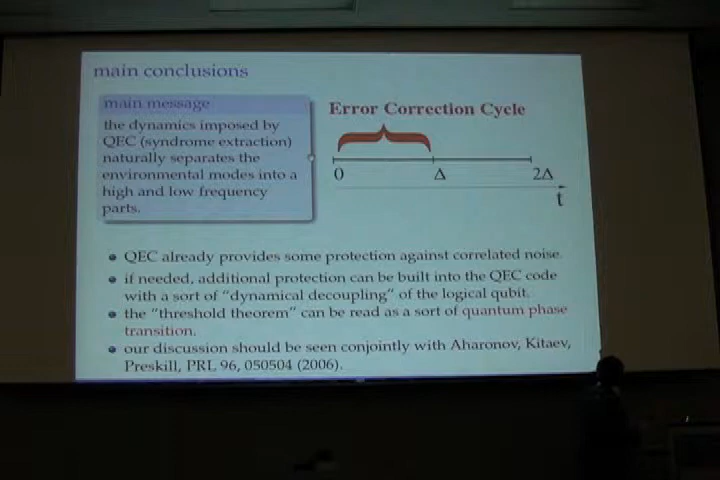 main conclusions
main message
the dynamics imposed by
QEC (syndrome extraction)
naturally separates the
environmental modes into a
high and low frequency
parts.
Error Correction Cycle
0 Δ 2Δ
t
QEC already provides some protection against correlated noise.
if needed, additional protection can be built into the QEC code
with a sort of “dynamical decoupling” of the logical qubit.
the “threshold theorem” can be read as a sort of quantum phase
transition.
our discussion should be seen conjointly with Aharonov, Kitaev,
Preskill, PRL 96, 050504 (2006).